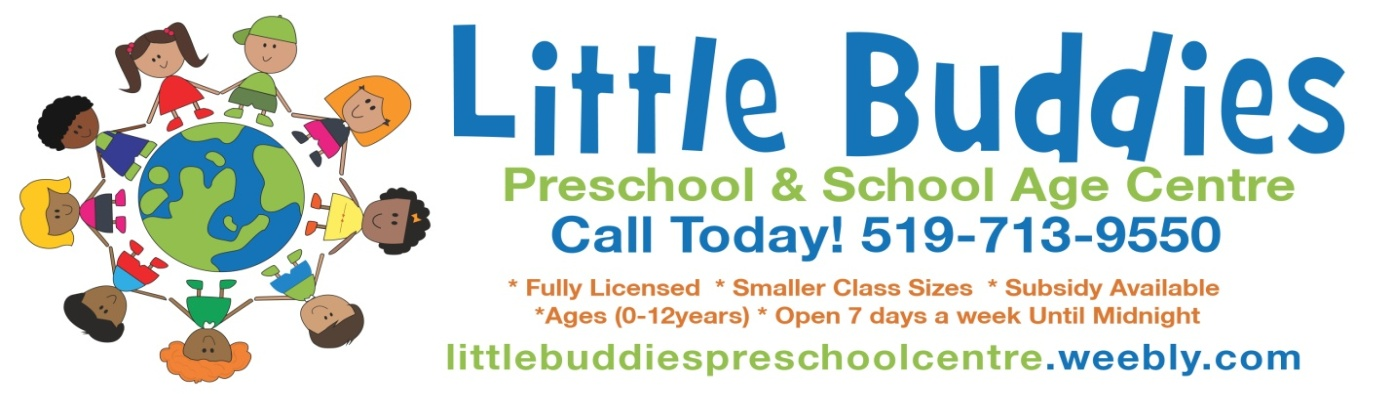 Little Buddies
Preschool & School Age Centre
Call Today! 519-713-9550
* Fully Licensed * Smaller Class Sizes * Subsidy Available
*Ages (0-12years) * Open 7 days a week Until Midnight
littlebuddiespreschoolcentre.weebly.com